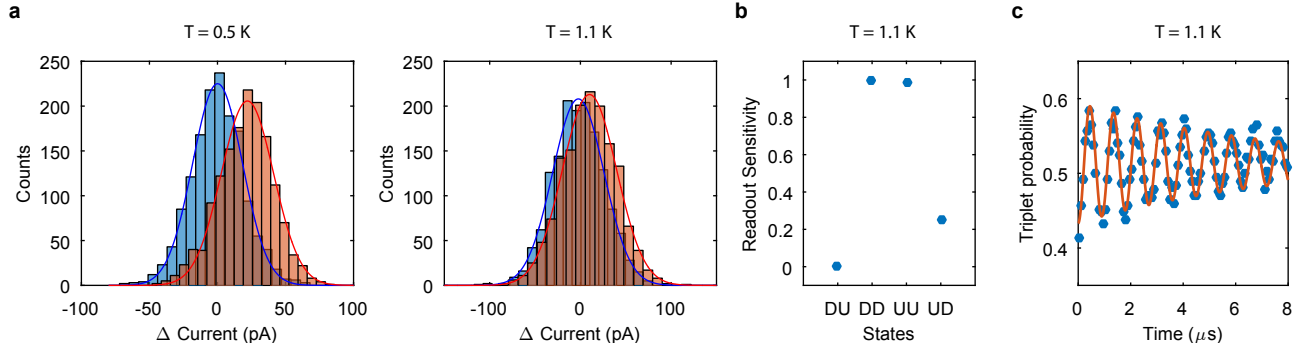 a
T = 0.5 K
Counts
250
200
150
100
50
0
-100
-50
0
50
100
Δ Current (pA)
T = 1.1 K
Counts
250
200
150
100
50
0
-100
0
100
Δ Current (pA)
b
T = 1.1 K
Readout Sensitivity
1
0.8
0.6
0.4
0.2
0
DU DD UU UD
States
c
T = 1.1 K
Triplet probability
0.6
0.5
0.4
0 2 4 6 8
Time (μs)